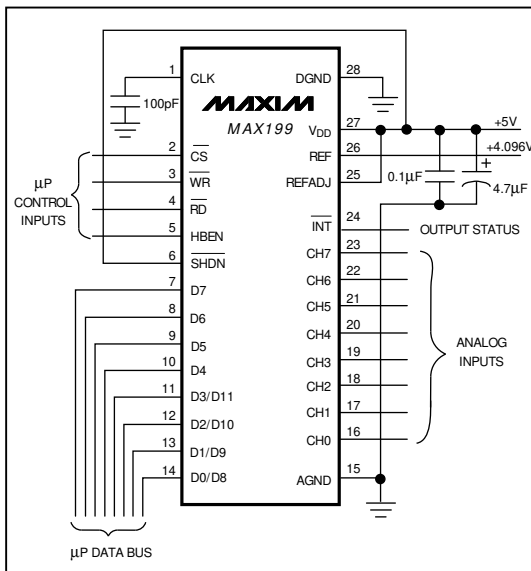 1
CLK
100pF
2
CS
3
WR
4
RD
5
HBEN
6
SHDN
7
D7
8
D6
9
D5
10
D4
11
D3/D11
12
D2/D10
13
D1/D9
14
D0/D8
µP
CONTROL
INPUTS
µP DATA BUS
MAXIM
MAX199
28
DGND
27
VDD
+5V
26
REF
+4.096V
25
REFADJ
0.1µF
+
4.7µF
24
INT
OUTPUT STATUS
23
CH7
22
CH6
21
CH5
20
CH4
19
CH3
18
CH2
17
CH1
16
CH0
ANALOG
INPUTS
15
AGND